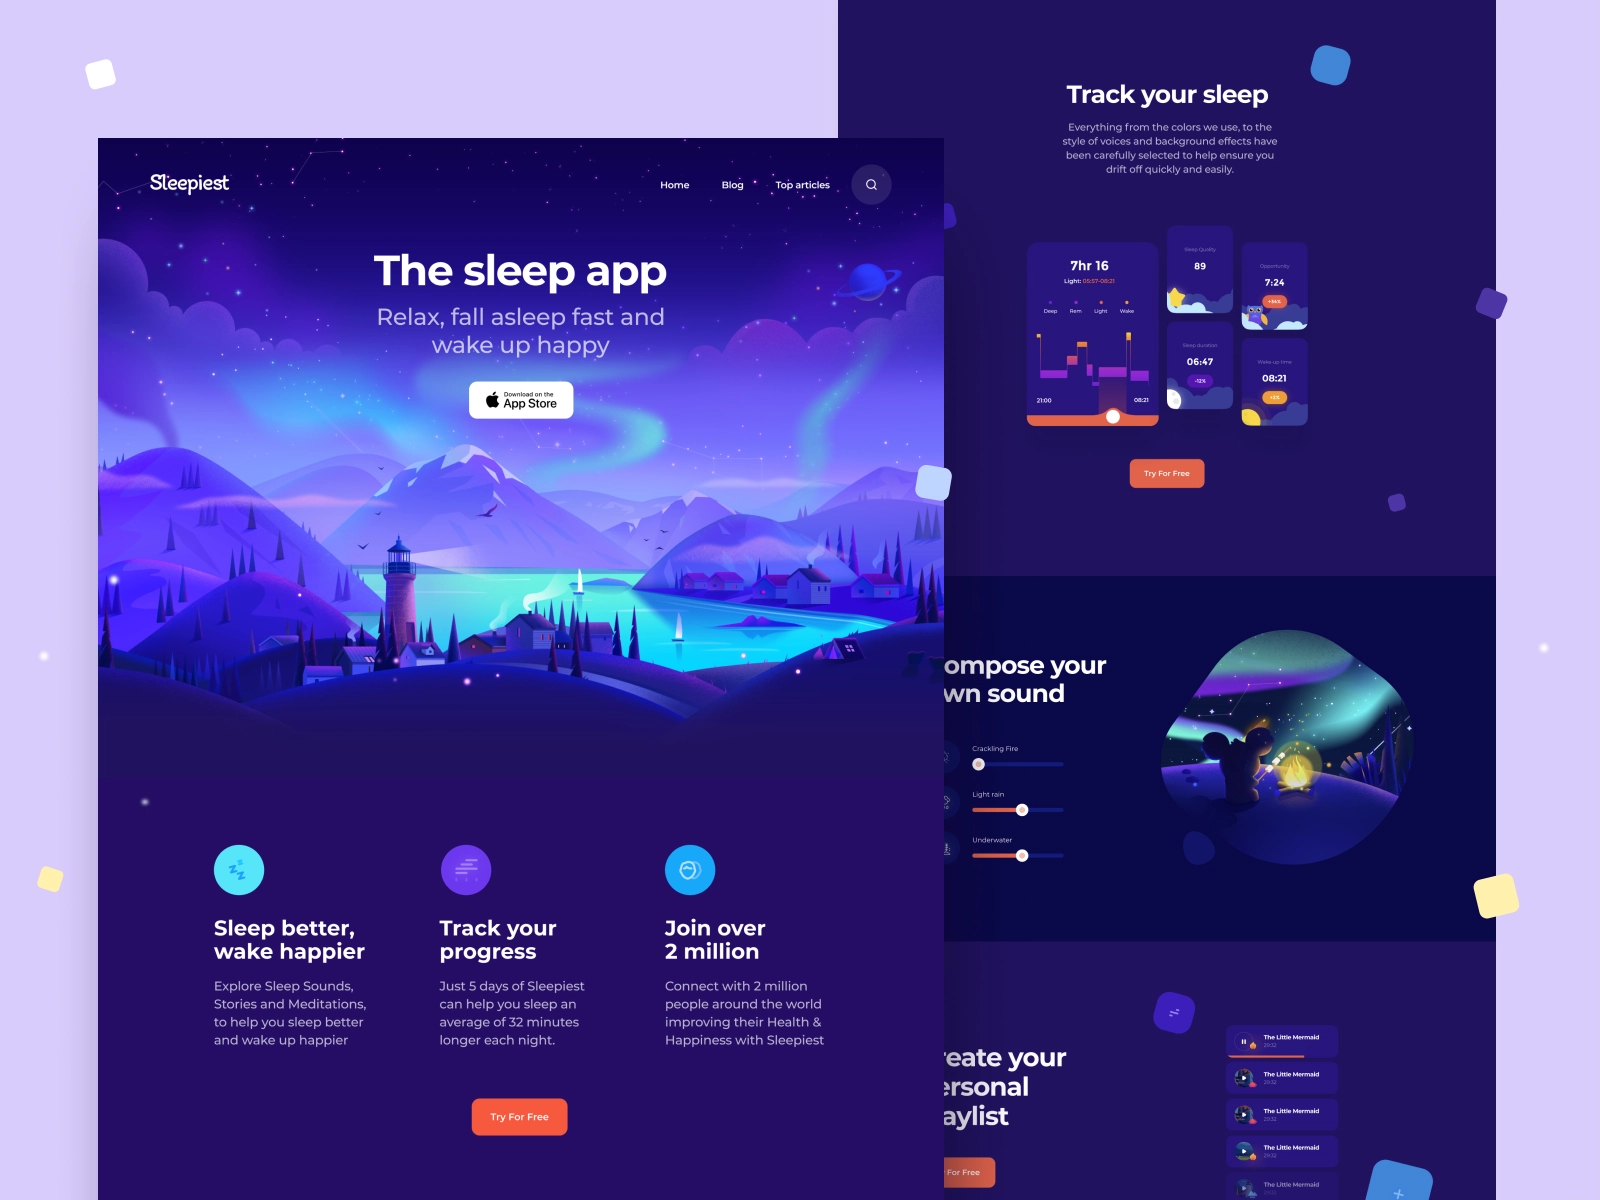 Sleepiest
Home
Blog
Top articles
The sleep app
Relax, fall asleep fast and
wake up happy
Download on the
App Store
Sleep better,
wake happier
Explore Sleep Sounds,
Stories and Meditations,
to help you sleep better
and wake up happier
Track your
progress
Just 5 days of Sleepiest
can help you sleep an
average of 32 minutes
longer each night.
Join over
2 million
Connect with 2 million
people around the world
improving their Health &
Happiness with Sleepiest
Try For Free
Track your sleep
Everything from the colors we use, to the
style of voices and background effects have
been carefully selected to help ensure you
drift off quickly and easily.
7hr 16
Light: 05:57-08:21
Deep
Rem
Light
Wake
21:00
08:21
Sleep Quality
89
Opportunity
7:24
+34%
Sleep duration
06:47
-12%
Wake up time
08:21
+2%
Try For Free
ompose your
wn sound
Crackling Fire
Light rain
Underwater
reate your
ersonal
aylist
For Free
The Little Mermaid
The Little Mermaid
The Little Mermaid
The Little Mermaid
The Little Mermaid